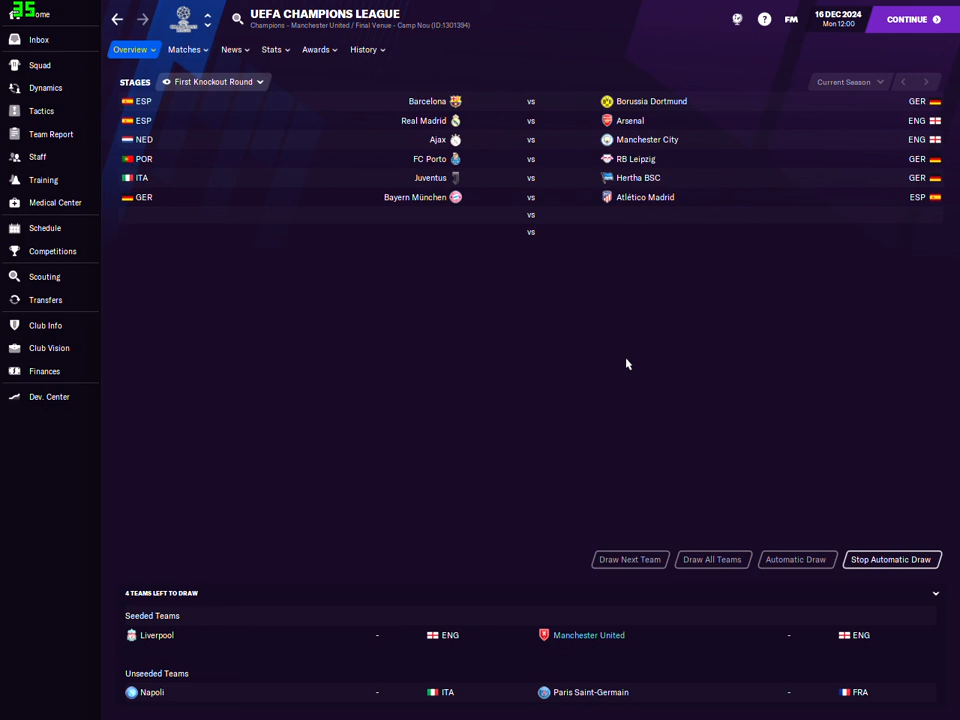 35
ome
UEFA CHAMPIONS LEAGUE
Champions - Manchester United / Final Venue - Camp Nou (ID:1301394)
?
FM
16 DEC 2024
Mon 12:00
CONTINUE
Inbox
Squad
Dynamics
Tactics
Team Report
Staff
Training
Medical Center
Schedule
Competitions
Scouting
Transfers
Club Info
Club Vision
Finances
Dev. Center
Overview
Matches
News
Stats
Awards
History
STAGES
First Knockout Round
Current Season
ESP Barcelona vs Borussia Dortmund GER
ESP Real Madrid vs Arsenal ENG
NED Ajax vs Manchester City ENG
POR FC Porto vs RB Leipzig GER
ITA Juventus vs Hertha BSC GER
GER Bayern München vs Atlético Madrid ESP
vs
vs
Draw Next Team
Draw All Teams
Automatic Draw
Stop Automatic Draw
4 TEAMS LEFT TO DRAW
Seeded Teams
Liverpool - ENG Manchester United - ENG
Unseeded Teams
Napoli - ITA Paris Saint-Germain - FRA